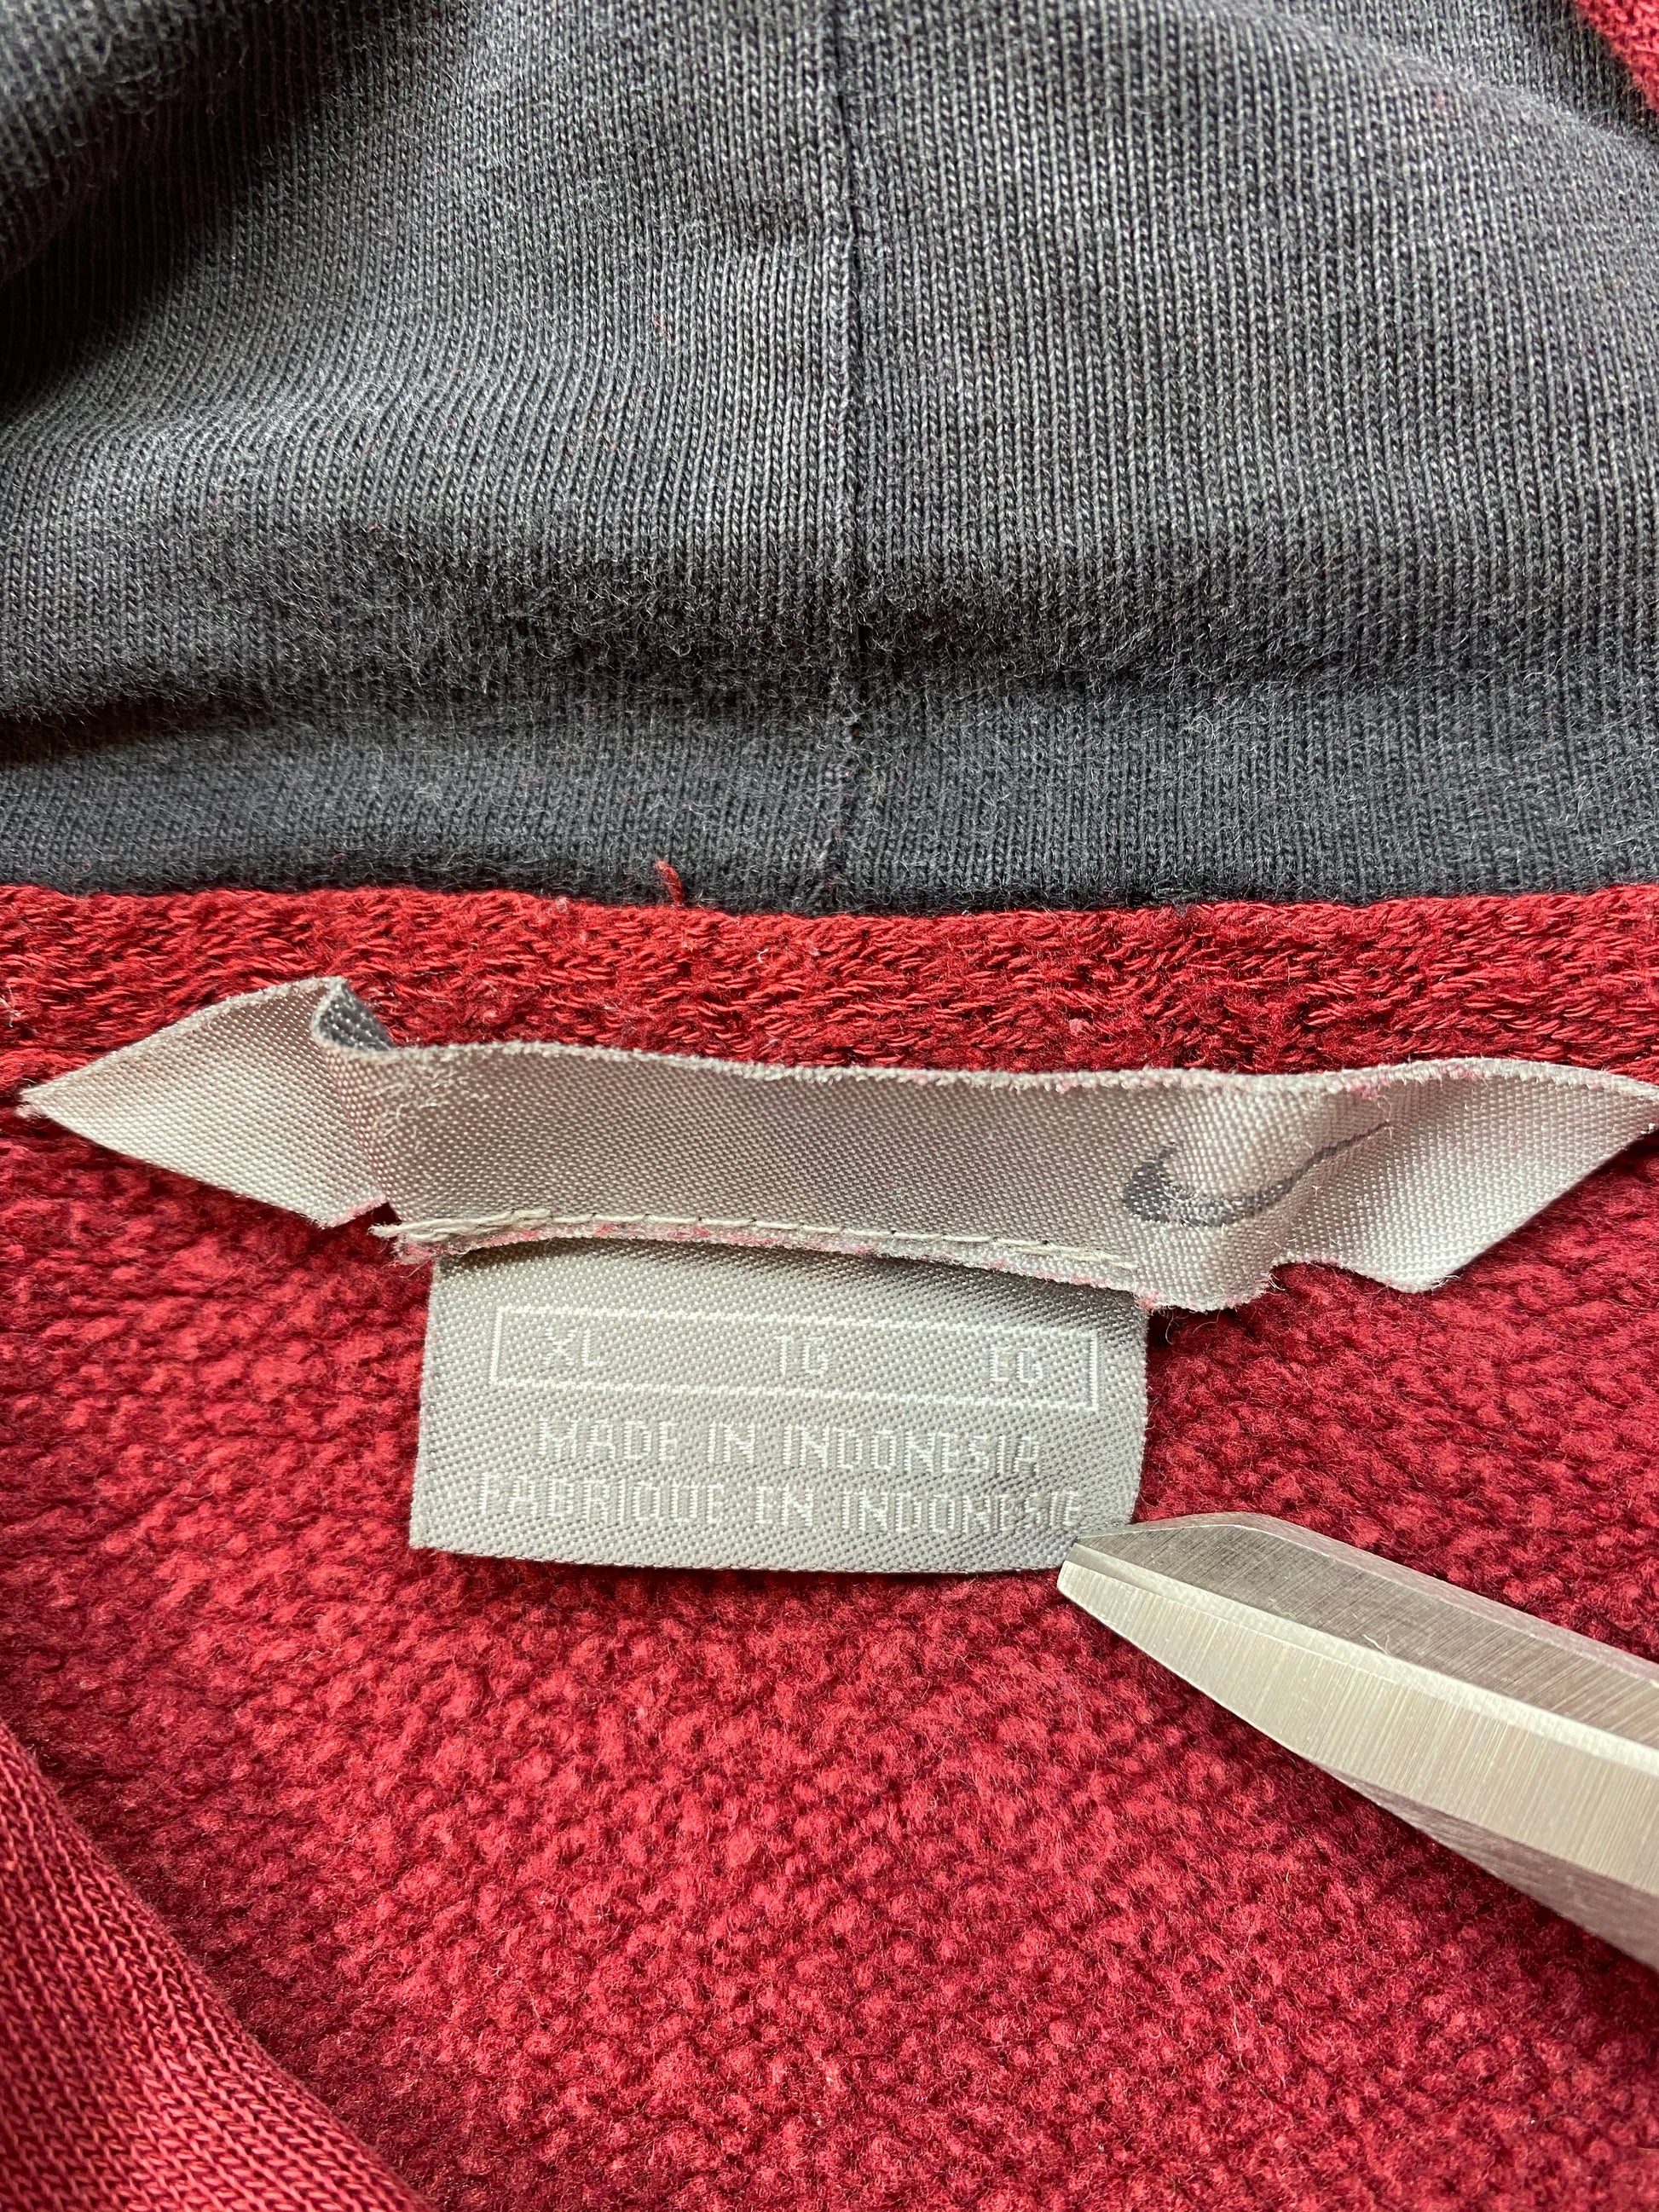 XL TG EG
MADE IN INDONESIA
FABRIQUE EN INDONESIE